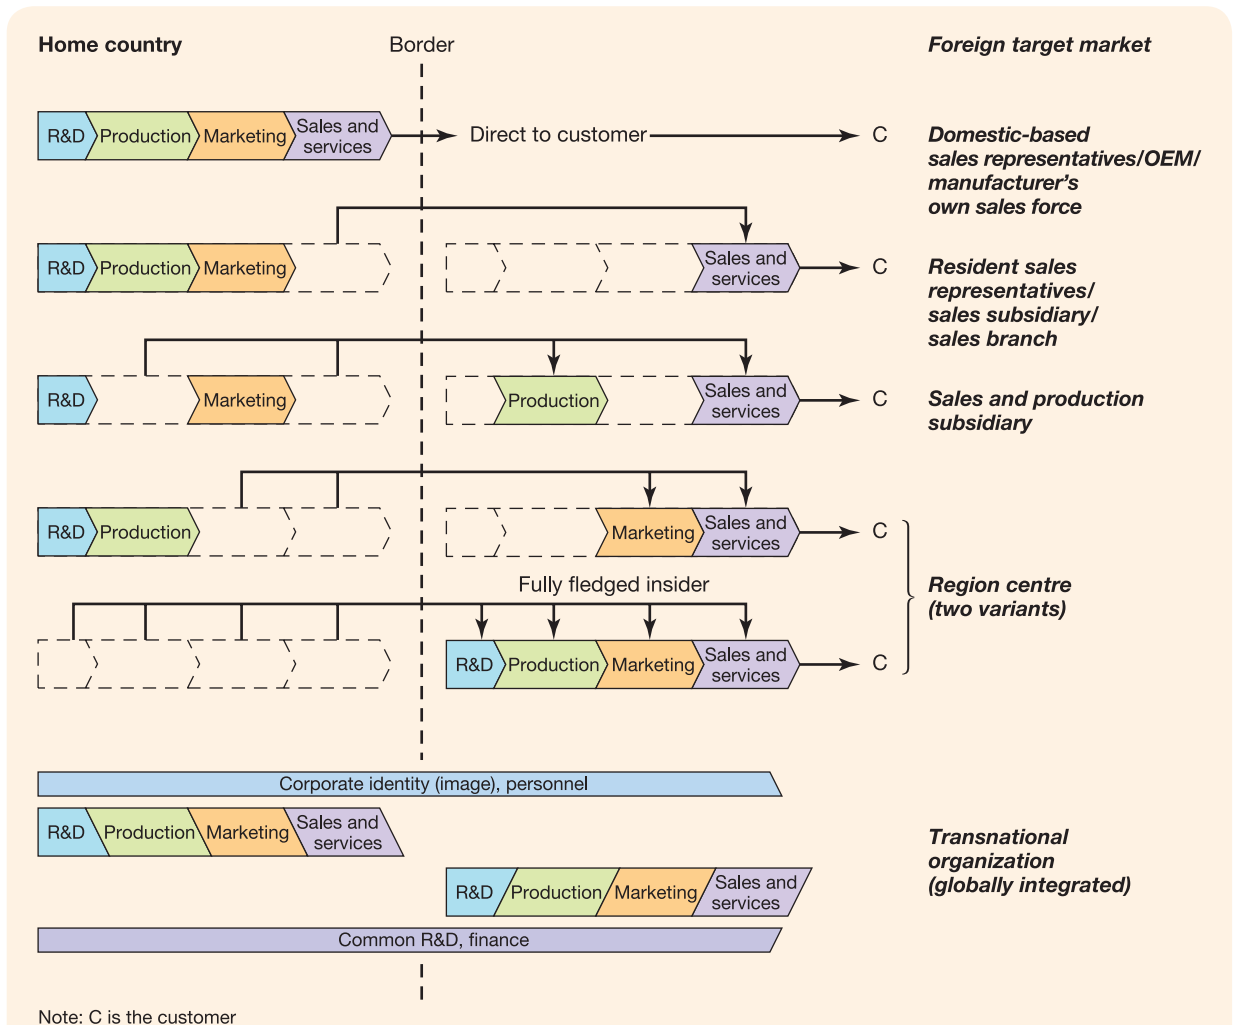 Home country
Border
Foreign target market
R&D
Production
Marketing
Sales and
services
Direct to customer
C
Domestic-based
sales representatives/OEM/
manufacturer's
own sales force
R&D
Production
Marketing
Sales and
services
C
Resident sales
representatives/
sales subsidiary/
sales branch
R&D
Marketing
Production
Sales and
services
C
Sales and production
subsidiary
R&D
Production
Marketing
Sales and
services
C
Fully fledged insider
Region centre
(two variants)
R&D
Production
Marketing
Sales and
services
C
Corporate identity (image), personnel
R&D
Production
Marketing
Sales and
services
Transnational
organization
(globally integrated)
R&D
Production
Marketing
Sales and
services
Common R&D, finance
Note: C is the customer